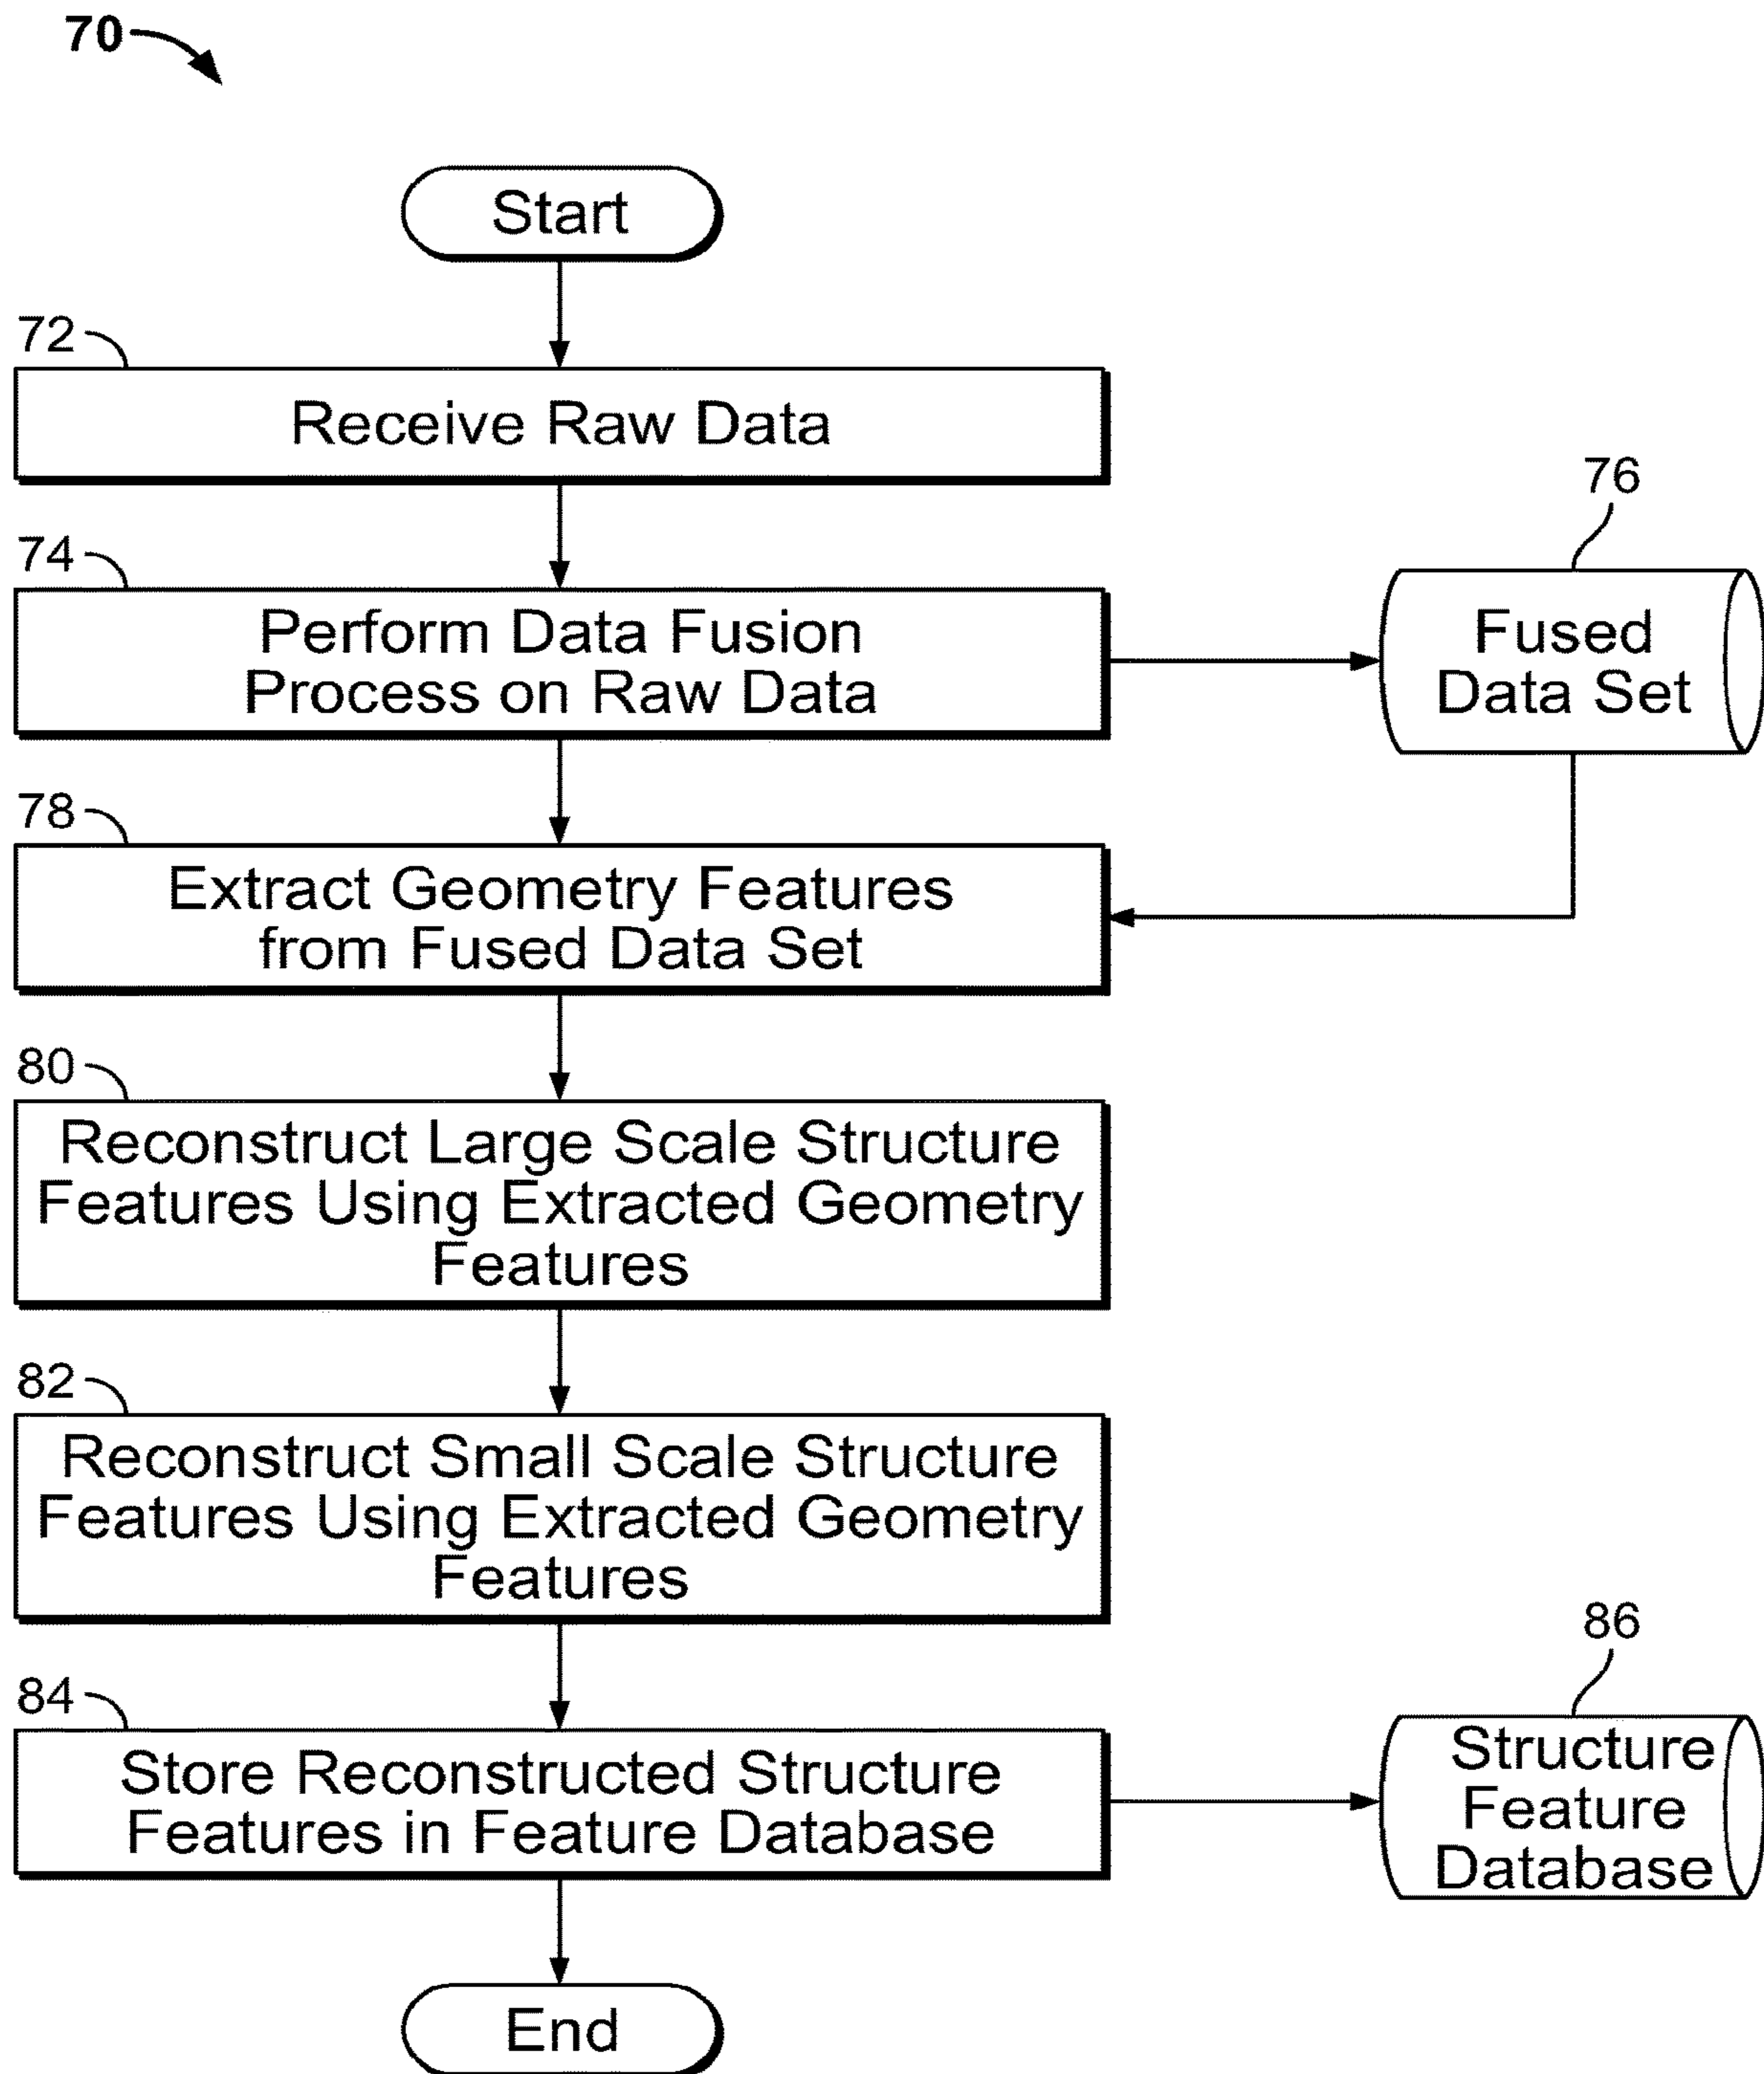 70
Start
72
Receive Raw Data
74
Perform Data Fusion
Process on Raw Data
76
Fused
Data Set
78
Extract Geometry Features
from Fused Data Set
80
Reconstruct Large Scale Structure
Features Using Extracted Geometry
Features
82
Reconstruct Small Scale Structure
Features Using Extracted Geometry
Features
84
Store Reconstructed Structure
Features in Feature Database
86
Structure
Feature
Database
End